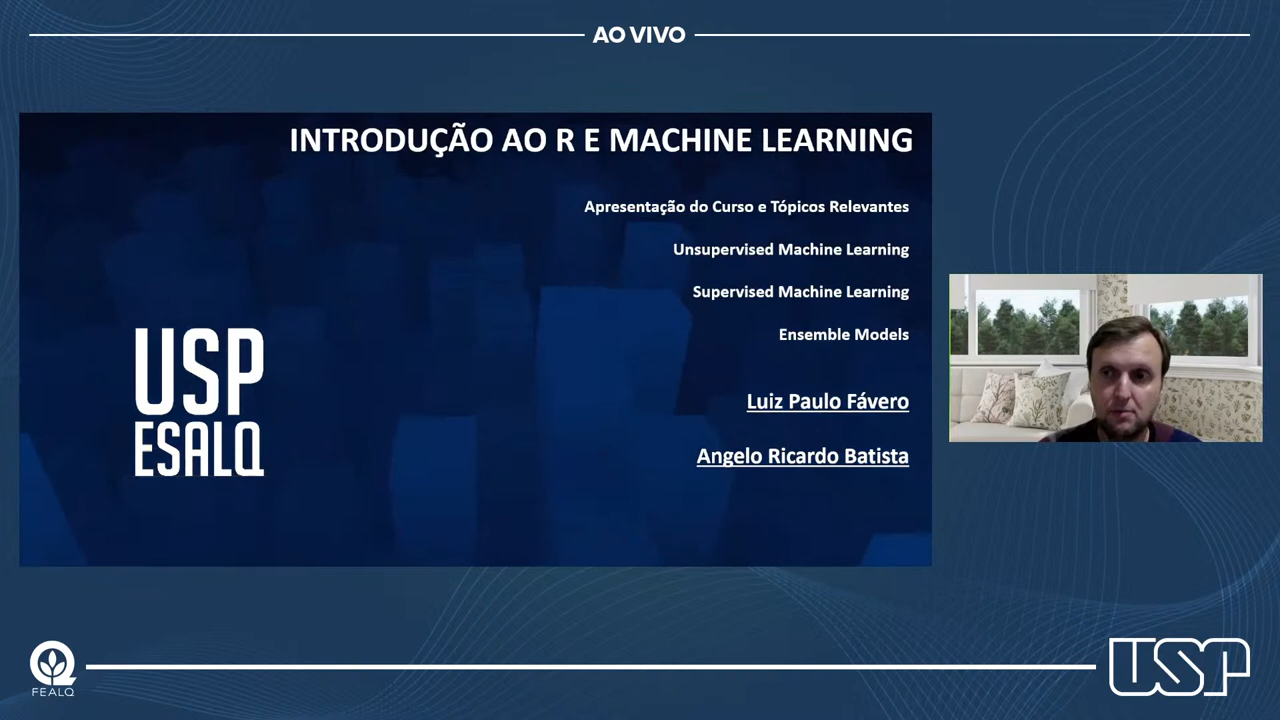 AO VIVO
INTRODUÇÃO AO R E MACHINE LEARNING
Apresentação do Curso e Tópicos Relevantes
Unsupervised Machine Learning
Supervised Machine Learning
Ensemble Models
Luiz Paulo Fávero
Angelo Ricardo Batista
USP
ESALQ
FEALQ
USP